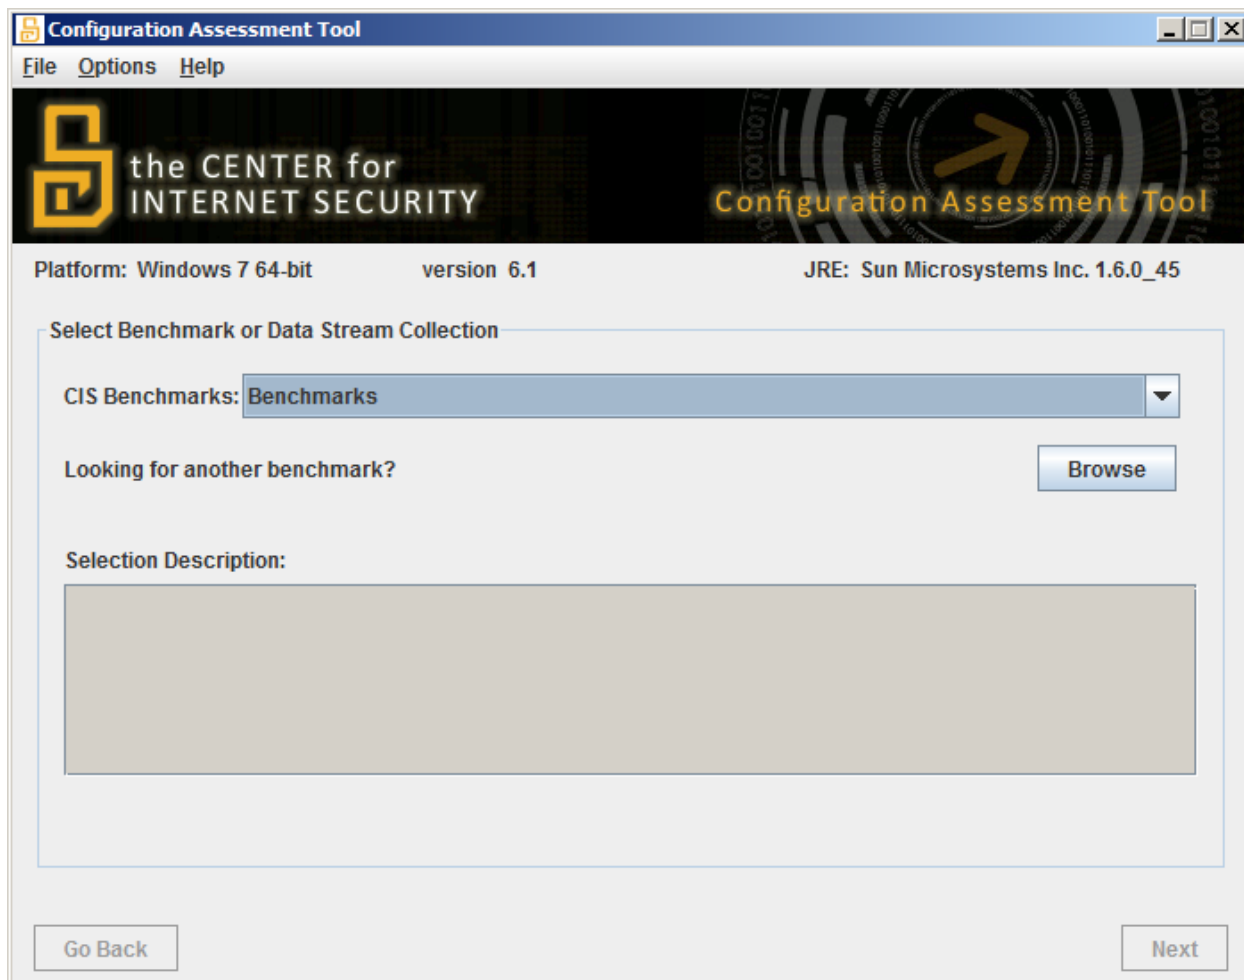 Configuration Assessment Tool
File Options Help
the CENTER for
INTERNET SECURITY
Configuration Assessment Tool
Platform: Windows 7 64-bit version 6.1 JRE: Sun Microsystems Inc. 1.6.0_45
Select Benchmark or Data Stream Collection
CIS Benchmarks: Benchmarks
Looking for another benchmark? Browse
Selection Description:
Go Back Next